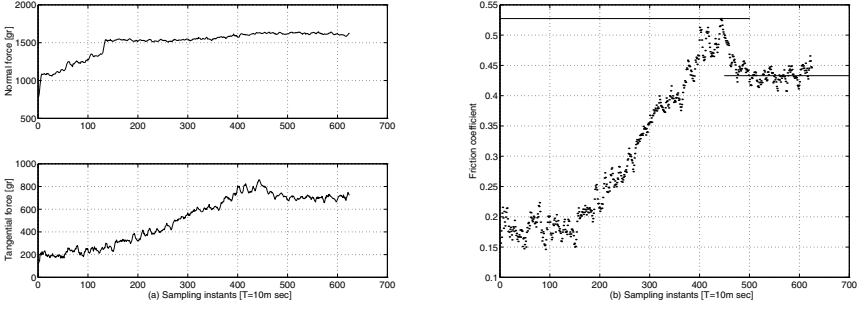 2000
1500
1000
500
Normal force [gr]
0 100 200 300 400 500 600 700
1000
800
600
400
200
0
Tangential force [gr]
0 100 200 300 400 500 600 700
(a) Sampling instants [T=10m sec]
0.55
0.5
0.45
0.4
0.35
0.3
0.25
0.2
0.15
0.1
Friction coefficient
0 100 200 300 400 500 600 700
(b) Sampling instants [T=10m sec]